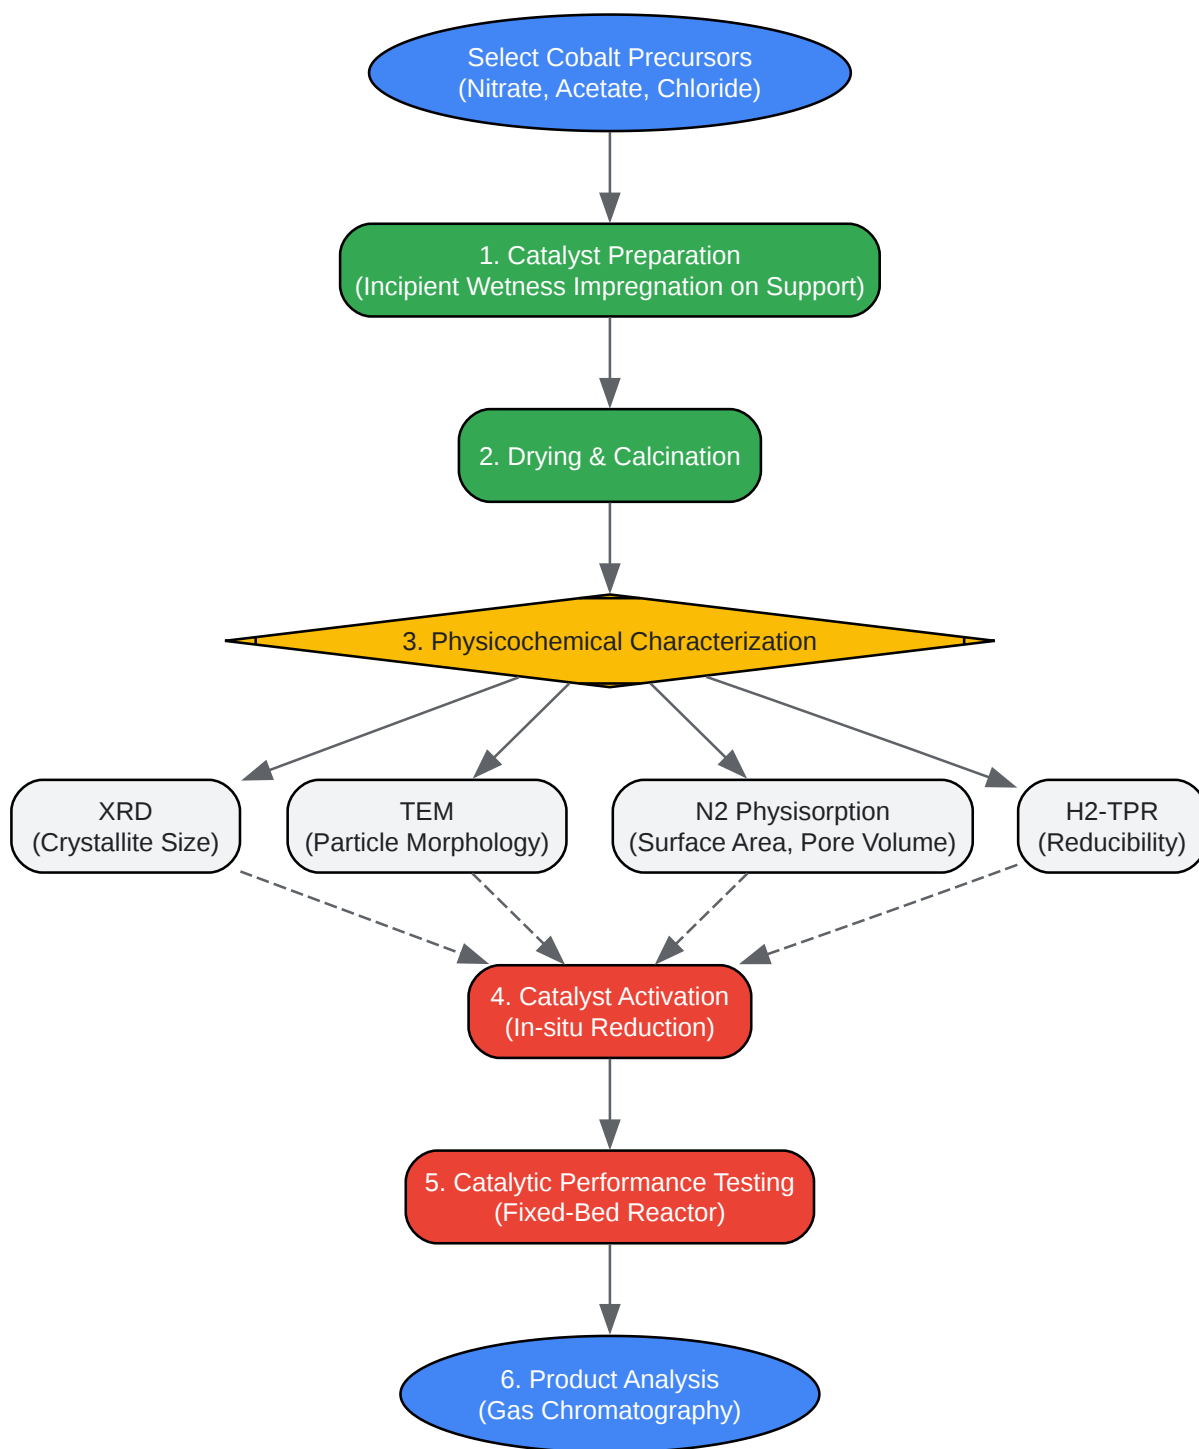 Select Cobalt Precursors
(Nitrate, Acetate, Chloride)
1. Catalyst Preparation
(Incipient Wetness Impregnation on Support)
2. Drying & Calcination
3. Physicochemical Characterization
XRD
(Crystallite Size)
TEM
(Particle Morphology)
N2 Physisorption
(Surface Area, Pore Volume)
H2-TPR
(Reducibility)
4. Catalyst Activation
(In-situ Reduction)
5. Catalytic Performance Testing
(Fixed-Bed Reactor)
6. Product Analysis
(Gas Chromatography)